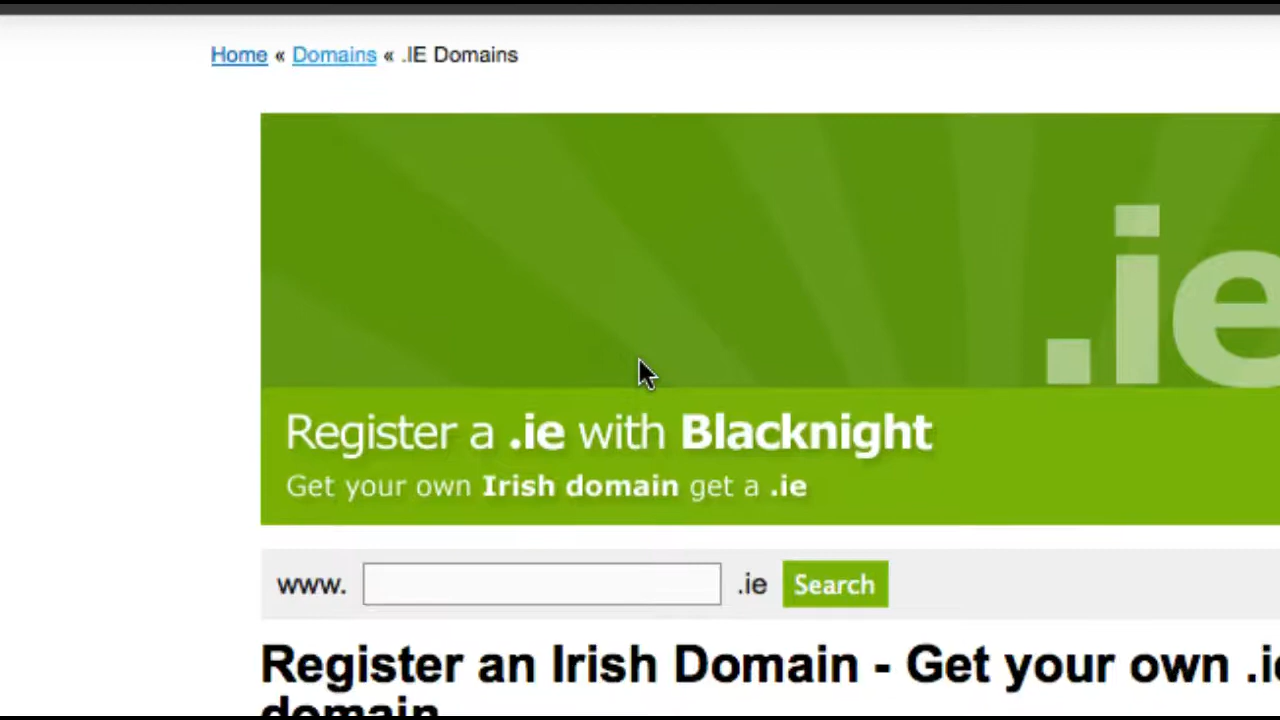 Home « Domains « .IE Domains
.ie
Register a .ie with Blacknight
Get your own Irish domain get a .ie
www. .ie Search
Register an Irish Domain - Get your own .ie
domain